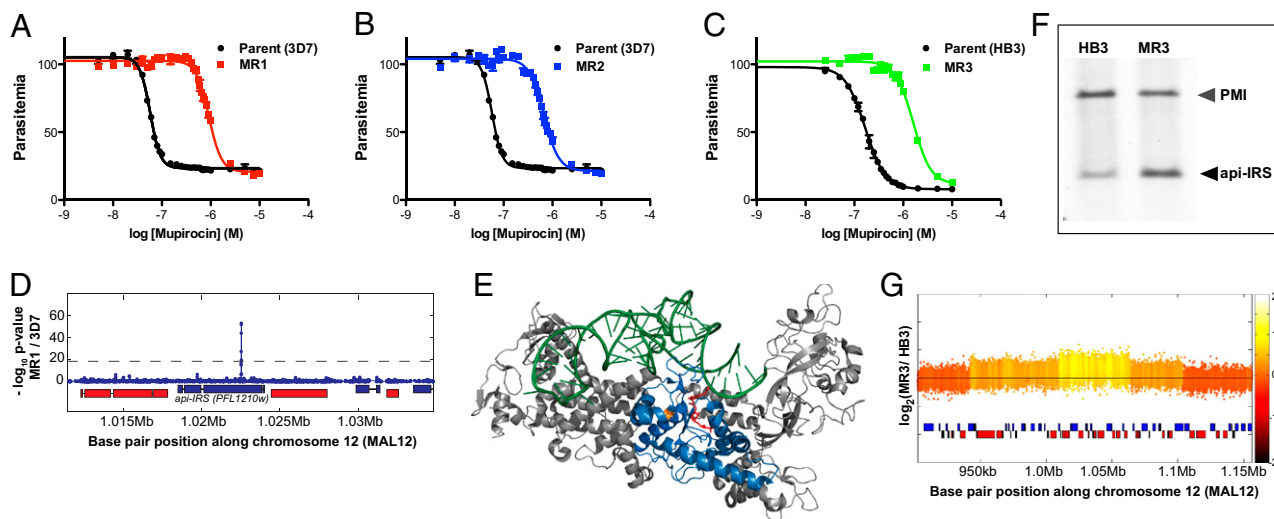 A
Parent (3D7)
MR1
100
50
0
Parasitemia
-9 -8 -7 -6 -5 -4
log [Mupirocin] (M)
B
Parent (3D7)
MR2
100
50
0
Parasitemia
-9 -8 -7 -6 -5 -4
log [Mupirocin] (M)
C
Parent (HB3)
MR3
100
50
0
Parasitemia
-9 -8 -7 -6 -5 -4
log [Mupirocin] (M)
F
HB3 MR3
PMI
api-IRS
D
60
40
20
0
- log10 p-value
MR1 / 3D7
api-IRS (PFL1210w)
1.015Mb 1.02Mb 1.025Mb 1.03Mb
Base pair position along chromosome 12 (MAL12)
E
G
log2(MR3/ HB3)
950kb 1.0Mb 1.05Mb 1.1Mb 1.15Mb
Base pair position along chromosome 12 (MAL12)